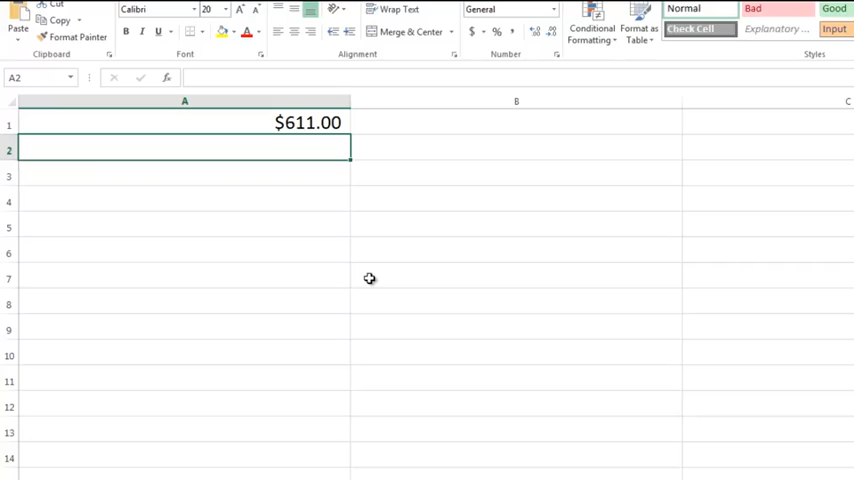 Cut
Calibri 20 A A Wrap Text General Normal Bad Good
Copy
Paste Format Painter B I U A Merge & Center $ % , Conditional Formatting Format as Table Check Cell Explanatory ... Input
Clipboard Font Alignment Number Styles
A2 fx
A B C
1 $611.00
2
3
4
5
6
7
8
9
10
11
12
13
14